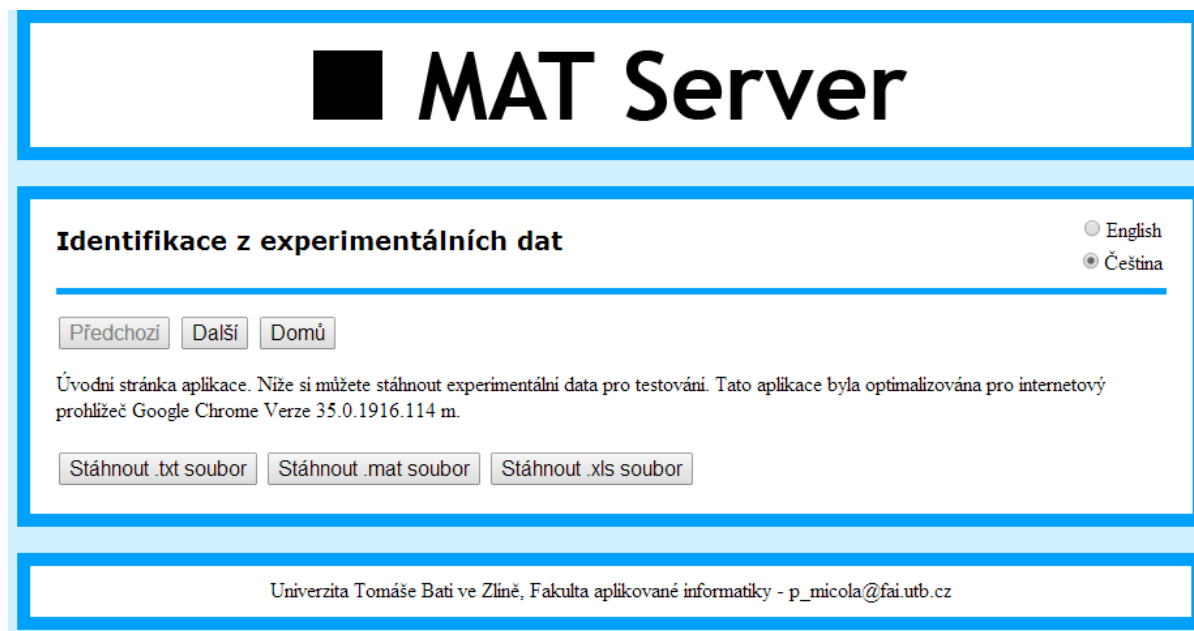 MAT Server
Identifikace z experimentálních dat
English
Čeština
Předchozí Další Domů
Úvodní stránka aplikace. Níže si můžete stáhnout experimentální data pro testování. Tato aplikace byla optimalizována pro internetový
prohlížeč Google Chrome Verze 35.0.1916.114 m.
Stáhnout .txt soubor Stáhnout .mat soubor Stáhnout .xls soubor
Univerzita Tomáše Bati ve Zlíně, Fakulta aplikované informatiky - p_micola@fai.utb.cz